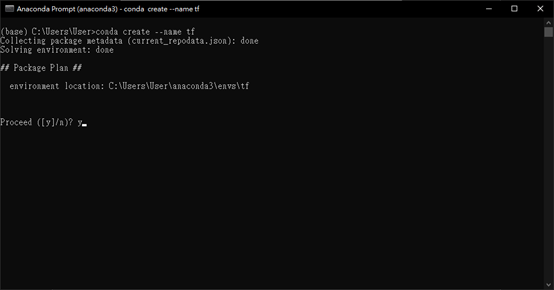 Anaconda Prompt (anaconda3) - conda create --name tf
(base) C:\Users\User>conda create --name tf
Collecting package metadata (current_repodata.json): done
Solving environment: done
## Package Plan ##
environment location: C:\Users\User\anaconda3\envs\tf
Proceed ([y]/n)? y